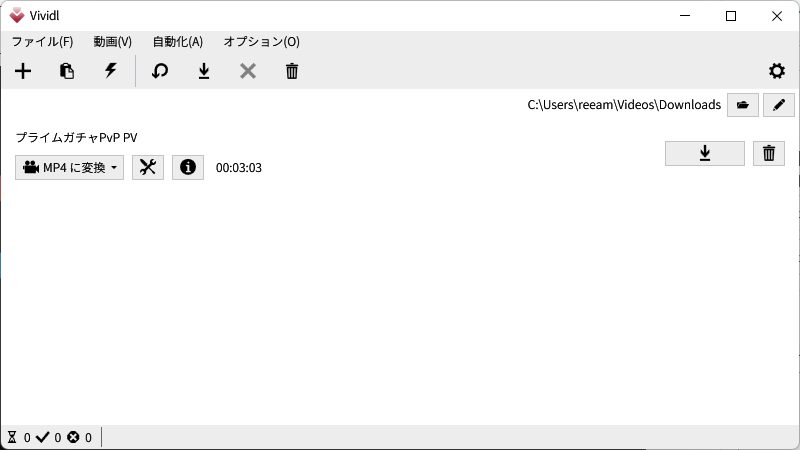 Vividl
ファイル(F) 動画(V) 自動化(A) オプション(O)
C:\Users\reeam\Videos\Downloads
プライムガチャPvP PV
MP4 に変換 00:03:03
0 0 0